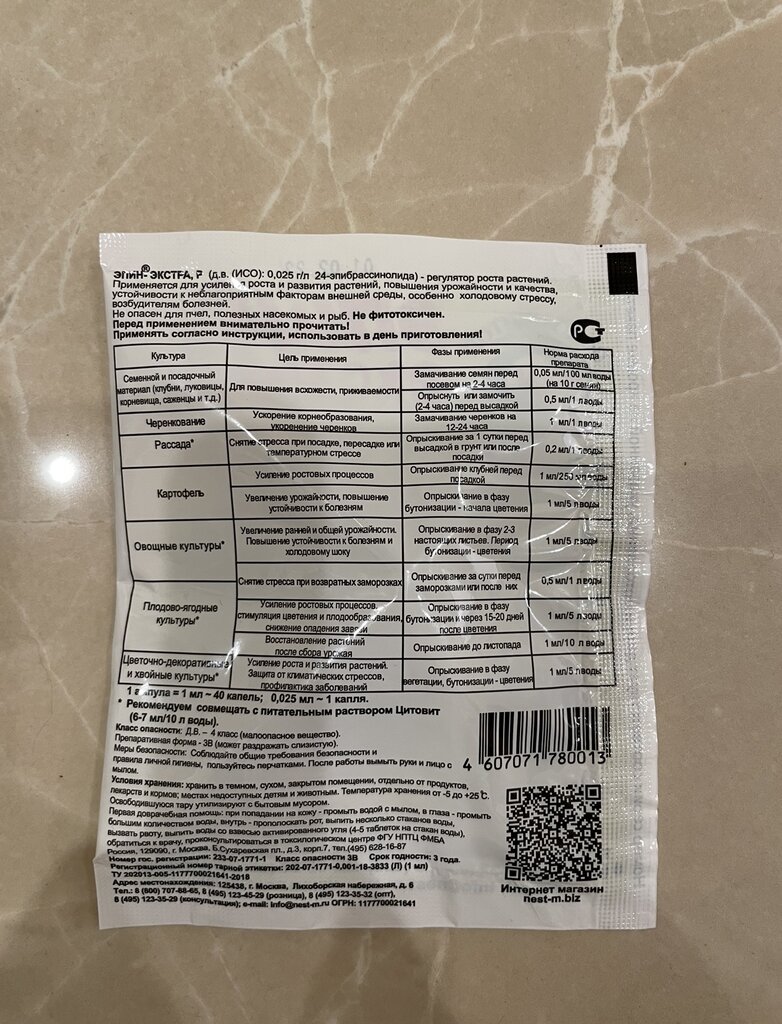 ЭПИН® ЭКСТРА, Р (д.в. (ИСО): 0,025 г/л 24-эпибрассинолида) - регулятор роста растений.
Применяется для усиления роста и развития растений, повышения урожайности и качества,
устойчивости к неблагоприятным факторам внешней среды, особенно холодовому стрессу,
возбудителям болезней.
Не опасен для пчел, полезных насекомых и рыб. Не фитотоксичен.
Перед применением внимательно прочитать!
Применять согласно инструкции, использовать в день приготовления!
РСТ
Культура Цель применения Фазы применения Норма расхода
препарата
Семенной и посадочный
материал (клубни, луковицы,
корневища, саженцы и т.д.)
Для повышения всхожести, приживаемости
Замачивание семян перед
посевом на 2-4 часа
0,05 мл/100 мл воды
(на 10 г семян)
Опрыснуть или замочить
(2-4 часа) перед высадкой
0,5 мл/1 л воды
Черенкование
Ускорение корнеобразования,
укоренение черенков
Замачивание черенков на
12-24 часа
1 мл/1 л воды
Рассада*
Снятие стресса при посадке, пересадке или
температурном стрессе
Опрыскивание за 1 сутки перед
высадкой в грунт или после
посадки
0,2 мл/1 л воды
Картофель
Усиление ростовых процессов
Опрыскивание клубней перед
посадкой
1 мл/250 мл воды
Увеличение урожайности, повышение
устойчивости к болезням
Опрыскивание в фазу
бутонизации - начала цветения
1 мл/5 л воды
Овощные культуры*
Увеличение ранней и общей урожайности.
Повышение устойчивости к болезням и
холодовому шоку
Опрыскивание в фазу 2-3
настоящих листьев. Период
бутонизации - цветения
1 мл/5 л воды
Снятие стресса при возвратных заморозках
Опрыскивание за сутки перед
заморозками или после них
0,5 мл/1 л воды
Плодово-ягодные
культуры*
Усиление ростовых процессов.
стимуляция цветения и плодообразования,
снижение опадения завязи
Опрыскивание в фазу
бутонизации и через 15-20 дней
после цветения
1 мл/5 л воды
Восстановление растений
после сбора урожая
Опрыскивание до листопада
1 мл/10 л воды
Цветочно-декоративные
и хвойные культуры*
Усиление роста и развития растений.
Защита от климатических стрессов,
профилактика заболеваний
Опрыскивание в фазу
вегетации, бутонизации - цветения
1 мл/5 л воды
1 ампула = 1 мл ~ 40 капель; 0,025 мл ~ 1 капля.
* Рекомендуем совмещать с питательным раствором Цитовит
(6-7 мл/10 л воды).
Класс опасности: Д.В. – 4 класс (малоопасное вещество).
Препаративная форма - 3В (может раздражать слизистую).
Меры безопасности: Соблюдайте общие требования безопасности и
правила личной гигиены, пользуйтесь перчатками. После работы вымыть руки и лицо с
мылом.
Условия хранения: хранить в темном, сухом, закрытом помещении, отдельно от продуктов,
лекарств и кормов; местах недоступных детям и животным. Температура хранения от -5 до +25°С.
Освободившуюся тару утилизируют с бытовым мусором.
Первая доврачебная помощь: при попадании на кожу - промыть водой с мылом, в глаза - промыть
большим количеством воды, внутрь - прополоскать рот, выпить несколько стаканов воды,
вызвать рвоту, выпить воды со взвесью активированного угля (4-5 таблеток на стакан воды),
обратиться к врачу, проконсультироваться в токсикологическом центре ФГУ НПТЦ ФМБА
России, 129090, г. Москва, Б.Сухаревская пл., д.3, корп.7, тел.(495) 628-16-87
Номер гос. регистрации: 233-07-1771-1 Класс опасности 3В Срок годности: 3 года.
Регистрационный номер тарной этикетки: 202-07-1771-0,001-18-3833 (Л) (1 мл)
ТУ 202013-005-1177700021641-2018
Адрес местонахождения: 125438, г. Москва, Лихоборская набережная, д. 6
Тел.: 8 (800) 707-88-65, 8 (495) 123-45-29 (розница), 8 (495) 123-35-32 (опт),
8 (495) 123-35-29 (консультация); e-mail: info@nest-m.ru ОГРН: 1177700021641
4 607071 780013
Интернет магазин
nest-m.biz